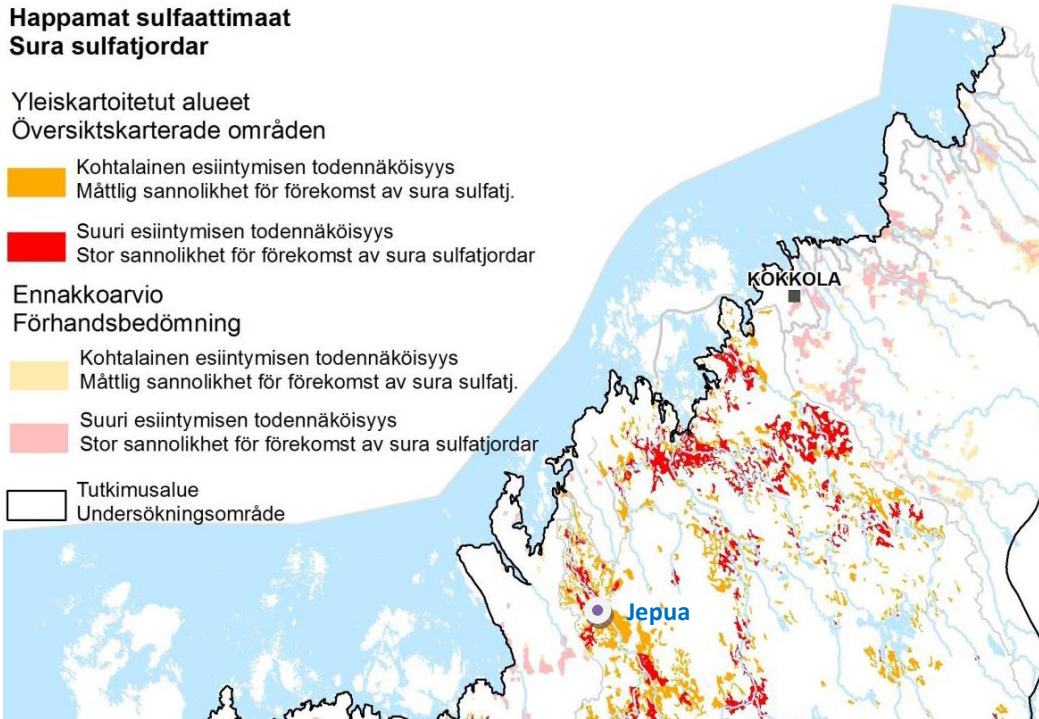 Happamat sulfaattimaat
Sura sulfatjordar
Yleiskartoitetut alueet
Översiktskarterade områden
Kohtalainen esiintymisen todennäköisyys
Måttlig sannolikhet för förekomst av sura sulfatj.
Suuri esiintymisen todennäköisyys
Stor sannolikhet för förekomst av sura sulfatjordar
Ennakkoarvio
Förhandsbedömning
Kohtalainen esiintymisen todennäköisyys
Måttlig sannolikhet för förekomst av sura sulfatj.
Suuri esiintymisen todennäköisyys
Stor sannolikhet för förekomst av sura sulfatjordar
Tutkimusalue
Undersökningsområde
KOKKOLA
Jepua